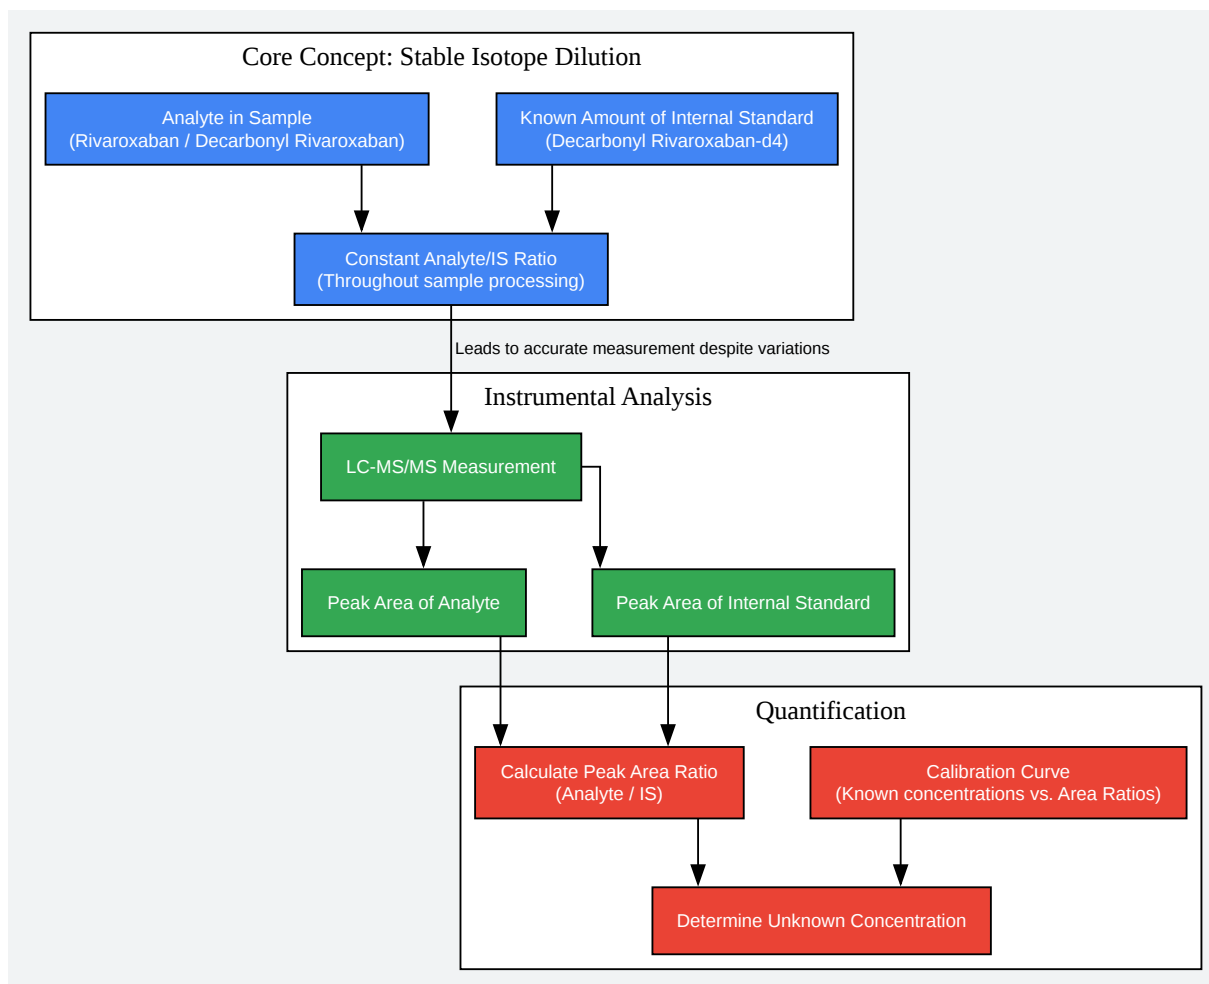 Core Concept: Stable Isotope Dilution
Analyte in Sample
(Rivaroxaban / Decarbonyl Rivaroxaban)
Known Amount of Internal Standard
(Decarbonyl Rivaroxaban-d4)
Constant Analyte/IS Ratio
(Throughout sample processing)
Leads to accurate measurement despite variations
Instrumental Analysis
LC-MS/MS Measurement
Peak Area of Analyte
Peak Area of Internal Standard
Quantification
Calculate Peak Area Ratio
(Analyte / IS)
Calibration Curve
(Known concentrations vs. Area Ratios)
Determine Unknown Concentration